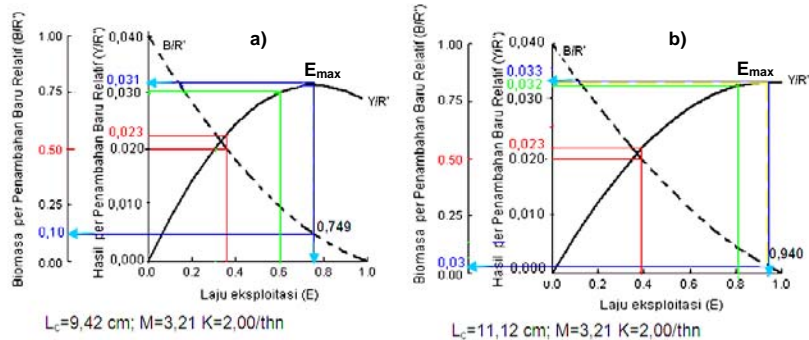 a)
Biomasa per Penambahan Baru Relatif (B/R')
1.00
0.75
0.50
0.25
0,10
0.00
Hasil per Penambahan Baru Relatif (Y/R')
0,040
0,031
0,030
0,023
0.020
0,010
0,000
B/R'
E max
Y/R'
0,749
0.0 0.2 0.4 0.6 0.8 1.0
Laju eksploitasi (E)
Lc=9,42 cm; M=3,21 K=2,00/thn
b)
Biomasa per Penambahan Baru Relatif (B/R')
1.00
0.75
0.50
0.25
0,03
0.00
Hasil per Penambahan Baru Relatif (Y/R')
0,040
0,033
0,032
0,030
0,023
0.020
0,010
0.000
B/R'
E max
Y/R'
0,940
0.0 0.2 0.4 0.6 0.8 1.0
Laju eksploitasi (E)
Lc=11,12 cm; M=3,21 K=2,00/thn